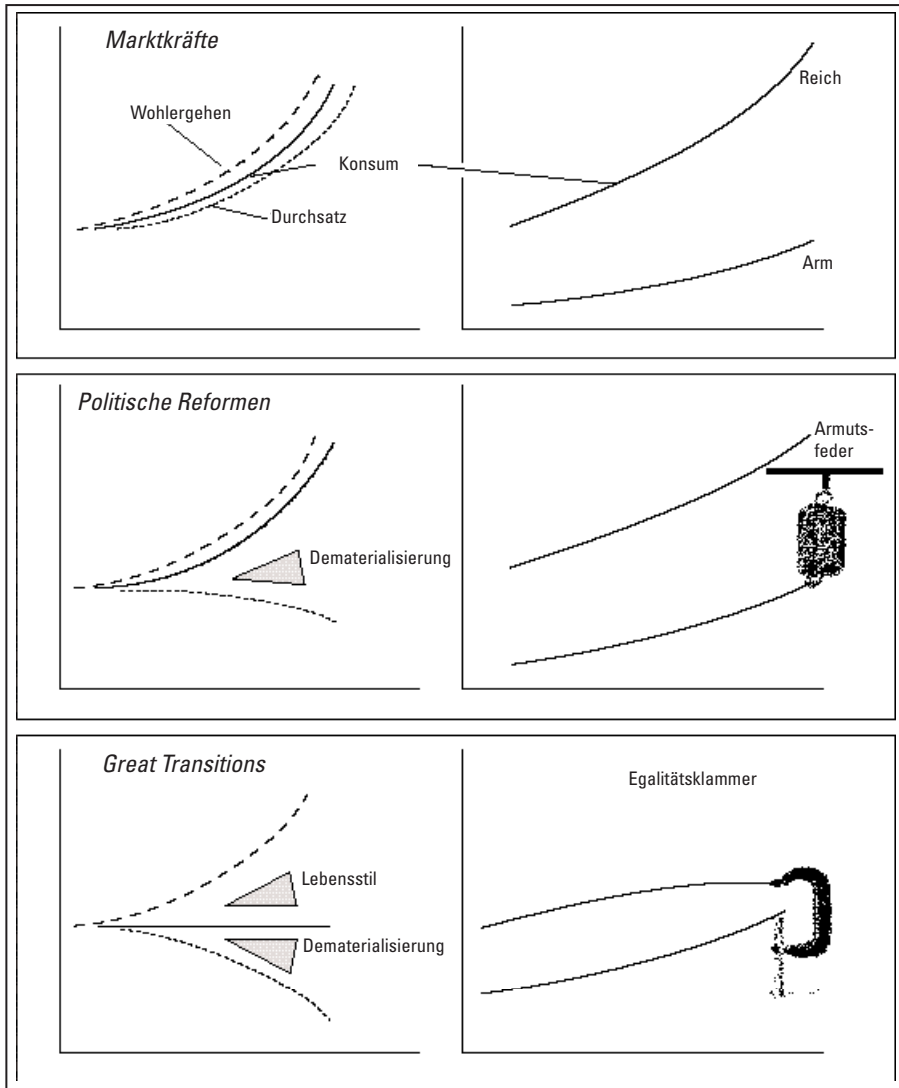 Marktkräfte
Wohlergehen
Konsum
Durchsatz
Reich
Arm
Politische Reformen
Dematerialisierung
Armuts-
feder
Great Transitions
Lebensstil
Dematerialisierung
Egalitätsklammer